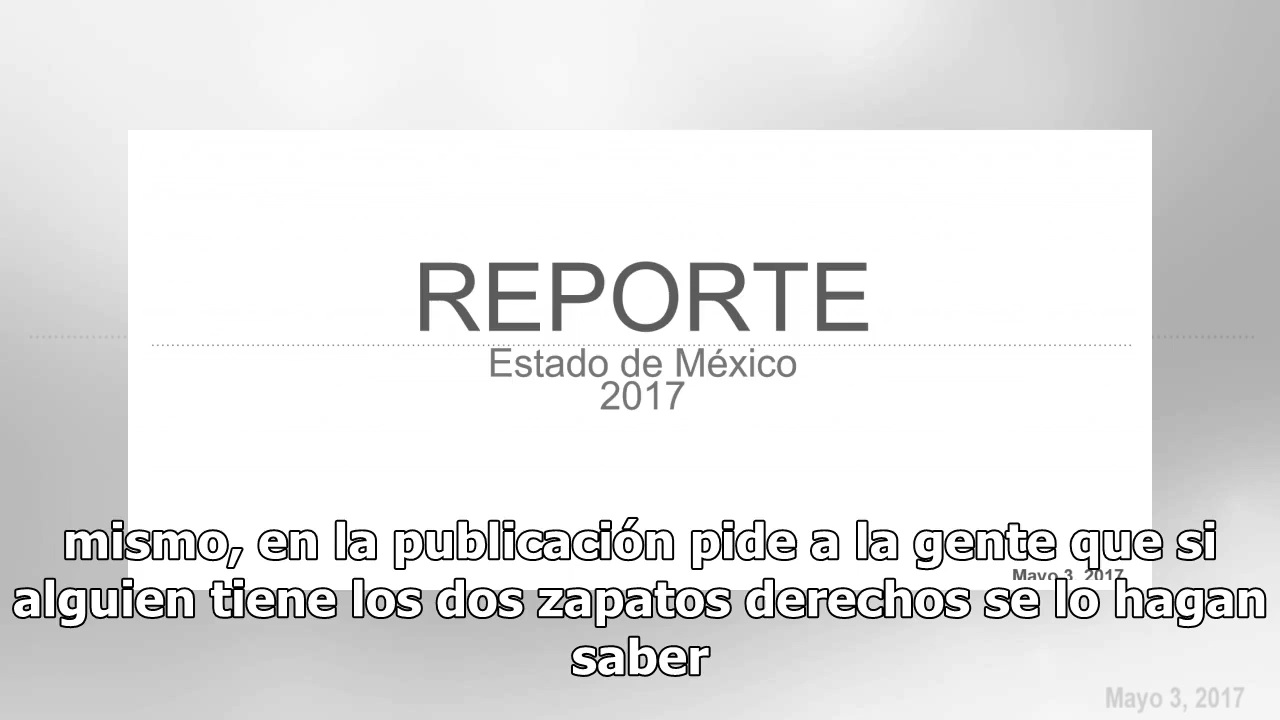 REPORTE
Estado de México
2017
mismo, en la publicación pide a la gente que si
Mayo 3, 2017
alguien tiene los dos zapatos derechos se lo hagan
saber
Mayo 3, 2017